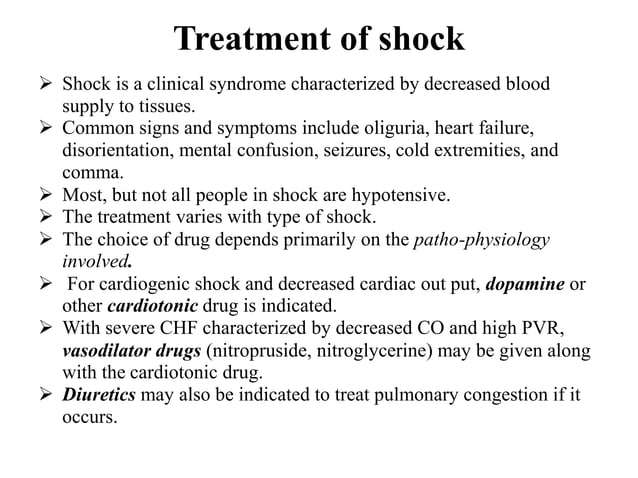 Treatment of shock
➢ Shock is a clinical syndrome characterized by decreased blood
supply to tissues.
➢ Common signs and symptoms include oliguria, heart failure,
disorientation, mental confusion, seizures, cold extremities, and
comma.
➢ Most, but not all people in shock are hypotensive.
➢ The treatment varies with type of shock.
➢ The choice of drug depends primarily on the patho-physiology
involved.
➢ For cardiogenic shock and decreased cardiac out put, dopamine or
other cardiotonic drug is indicated.
➢ With severe CHF characterized by decreased CO and high PVR,
vasodilator drugs (nitropruside, nitroglycerine) may be given along
with the cardiotonic drug.
➢ Diuretics may also be indicated to treat pulmonary congestion if it
occurs.